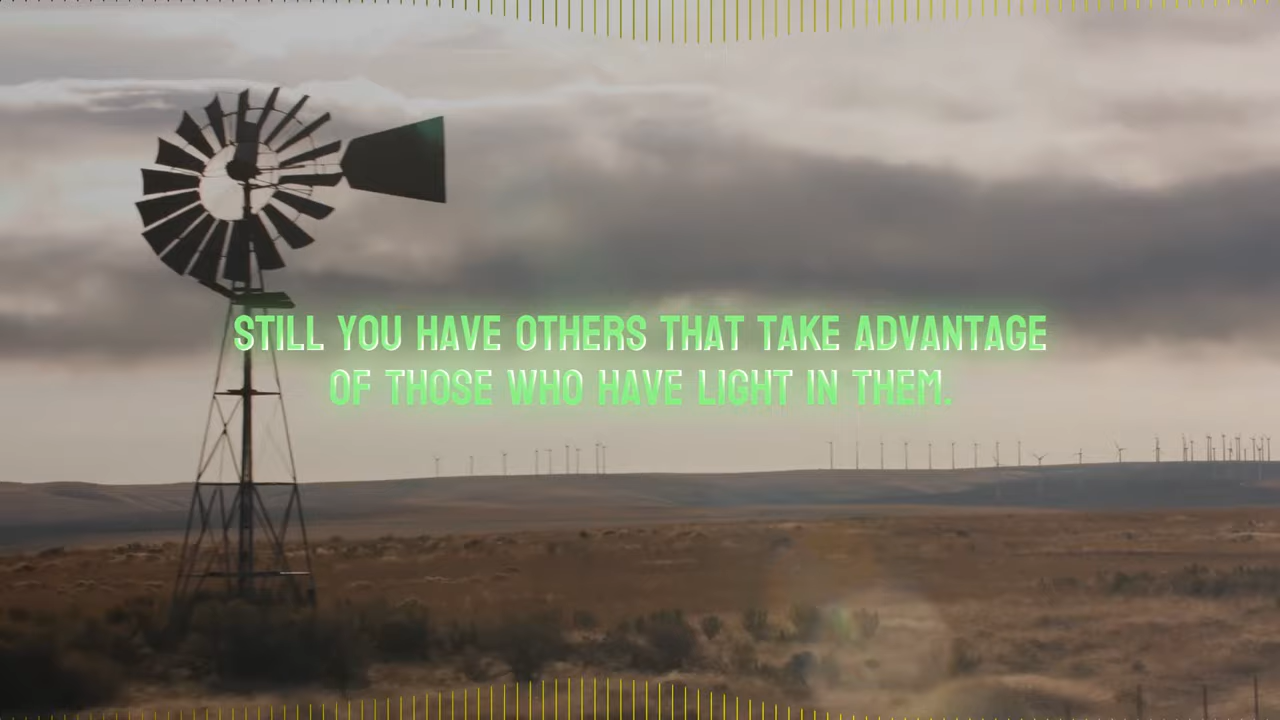 STILL YOU HAVE OTHERS THAT TAKE ADVANTAGE
OF THOSE WHO HAVE LIGHT IN THEM.